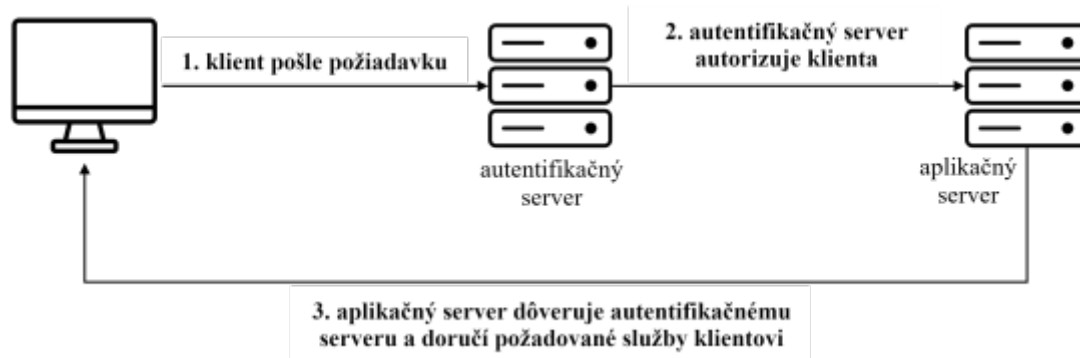 1. klient pošle požiadavku
2. autentifikačný server
autorizuje klienta
autentifikačný
server
aplikačný
server
3. aplikačný server dôveruje autentifikačnému
serveru a doručí požadované služby klientovi